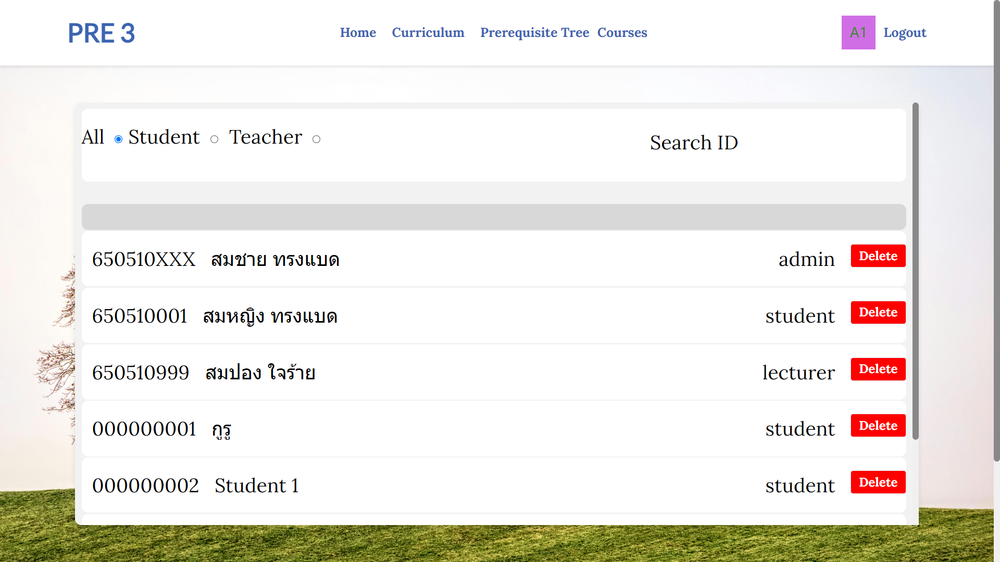 PRE 3
Home Curriculum Prerequisite Tree Courses
A1 Logout
All Student Teacher
Search ID
650510XXX สมชาย ทรงแบด admin Delete
650510001 สมหญิง ทรงแบด student Delete
650510999 สมปอง ใจร้าย lecturer Delete
000000001 กูรู student Delete
000000002 Student 1 student Delete